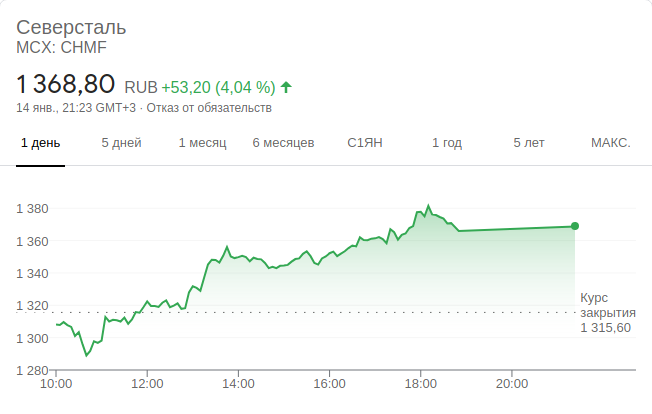 Северсталь
MCX: CHMF
1 368,80 RUB +53,20 (4,04 %)
14 янв., 21:23 GMT+3 · Отказ от обязательств
1 день 5 дней 1 месяц 6 месяцев С1ЯН 1 год 5 лет МАКС.
1 380
1 360
1 340
1 320
1 300
1 280
Курс
закрытия
1 315,60
10:00 12:00 14:00 16:00 18:00 20:00